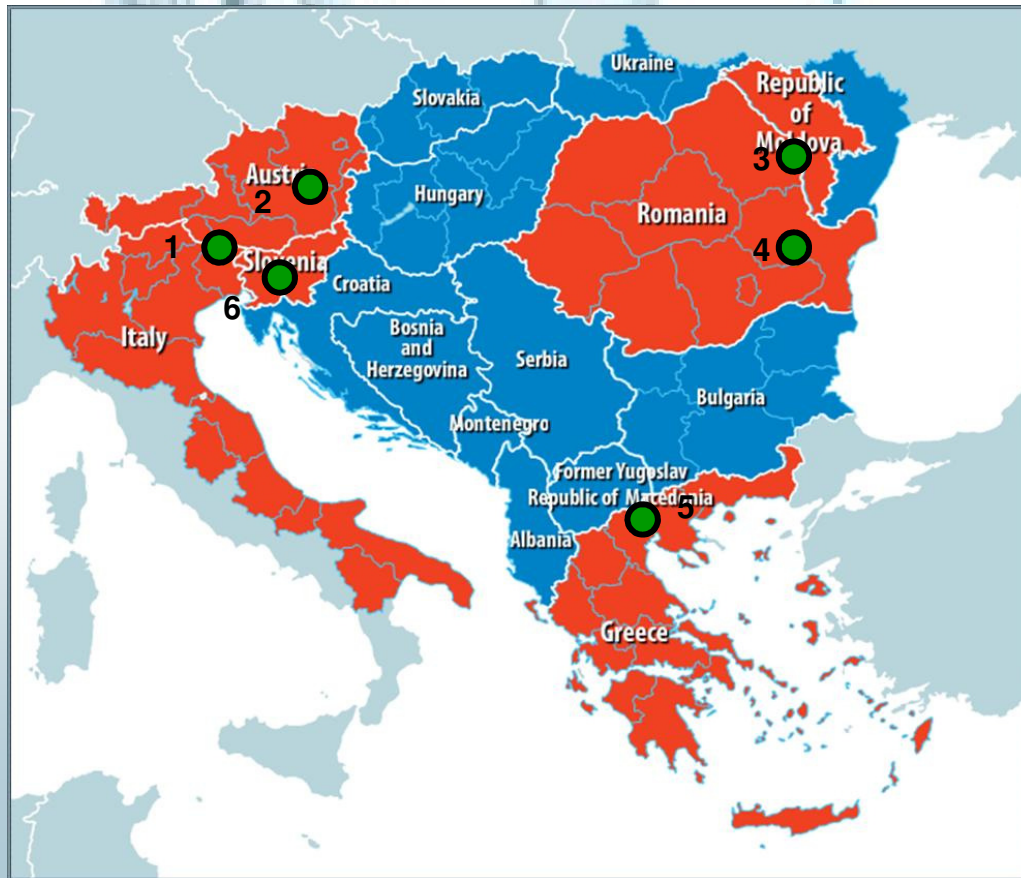 Ukraine
Slovakia
Republic
of
Moldova
3
Austria
2
Hungary
Romania
1
4
Slovenia
Croatia
6
Italy
Bosnia
and
Herzegovina
Serbia
Bulgaria
Montenegro
Former Yugoslav
Republic of Macedonia
5
Albania
Greece